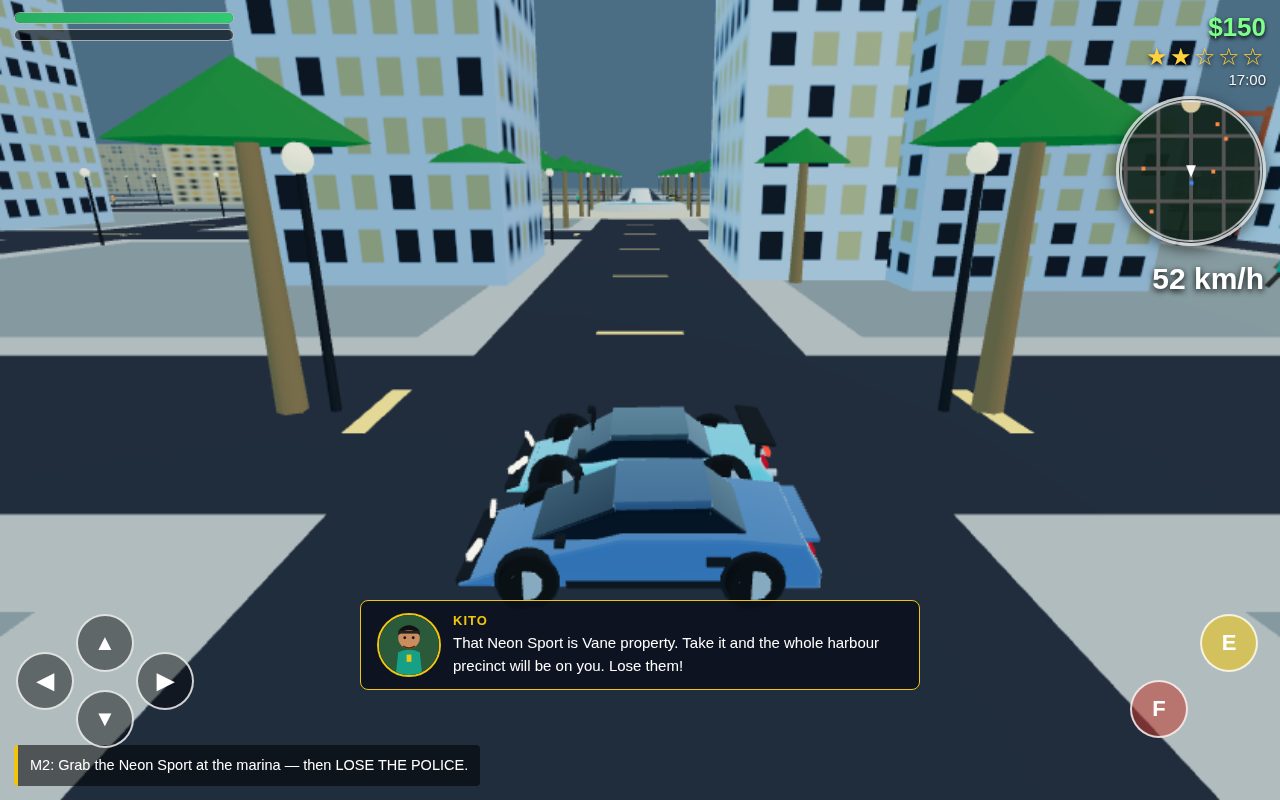 $150
★★☆☆☆
17:00
52 km/h
KITO
That Neon Sport is Vane property. Take it and the whole harbour
precinct will be on you. Lose them!
▲
◀ ▶
▼
E
F
M2: Grab the Neon Sport at the marina — then LOSE THE POLICE.